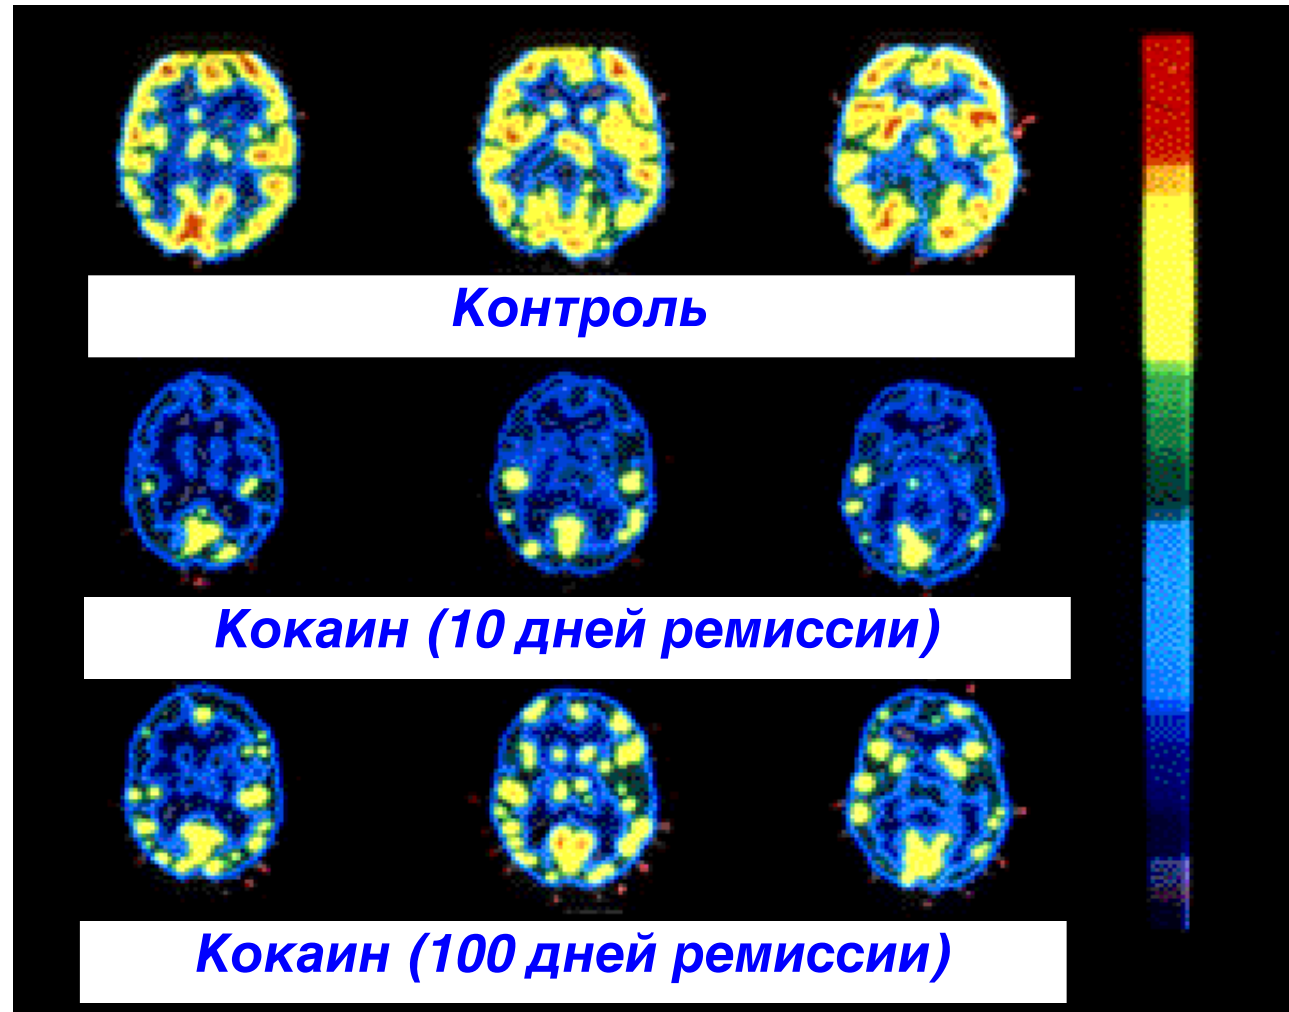 Контроль
Кокаин (10 дней ремиссии)
Кокаин (100 дней ремиссии)